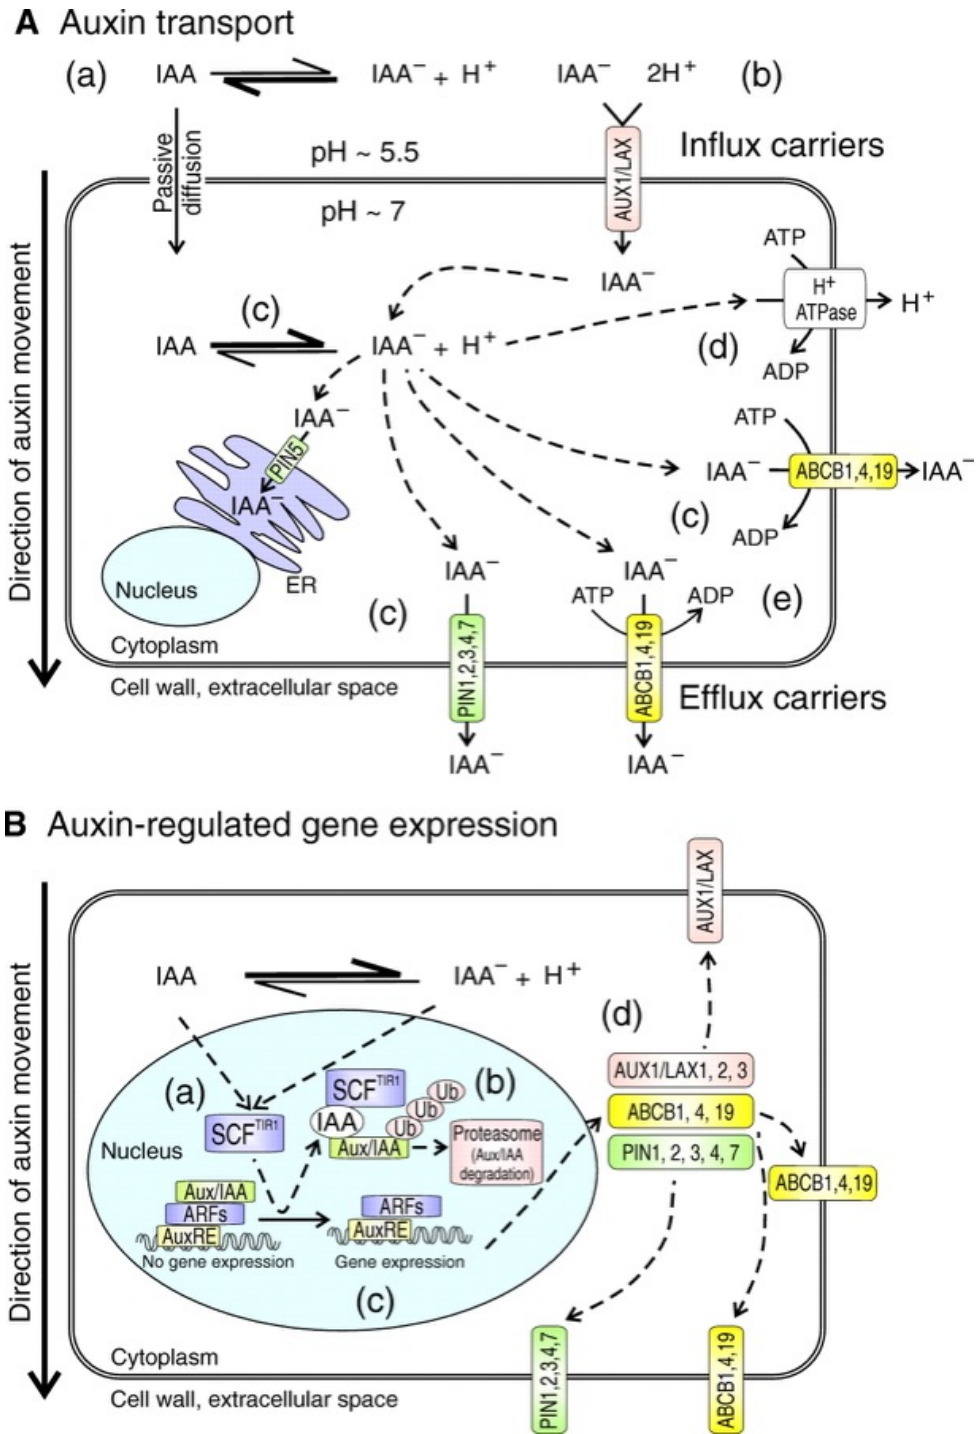 A Auxin transport
(a) IAA IAA⁻ + H⁺ IAA⁻ 2H⁺ (b)
Passive diffusion
pH ~ 5.5
AUX1/LAX
Influx carriers
pH ~ 7
Direction of auxin movement
IAA⁻
ATP
H⁺
ATPase
H⁺
ADP
(d)
(c)
IAA IAA⁻ + H⁺
IAA⁻
PIN5
IAA⁻
ER
Nucleus
ATP
IAA⁻ ABCB1,4,19 IAA⁻
(c)
ADP
IAA⁻
(c)
PIN1,2,3,4,7
IAA⁻
IAA⁻
ATP ADP (e)
ABCB1,4,19
IAA⁻
Cytoplasm
Cell wall, extracellular space
Efflux carriers
B Auxin-regulated gene expression
AUX1/LAX
Direction of auxin movement
IAA IAA⁻ + H⁺
(d)
AUX1/LAX1, 2, 3
ABCB1, 4, 19
PIN1, 2, 3, 4, 7
ABCB1,4,19
(a)
SCF^TIR1
Nucleus
SCF^TIR1
IAA
Aux/IAA
Ub
Ub
Ub
(b)
Proteasome
(Aux/IAA
degradation)
Aux/IAA
ARFs
AuxRE
No gene expression
ARFs
AuxRE
Gene expression
(c)
Cytoplasm
Cell wall, extracellular space
PIN1,2,3,4,7
ABCB1,4,19